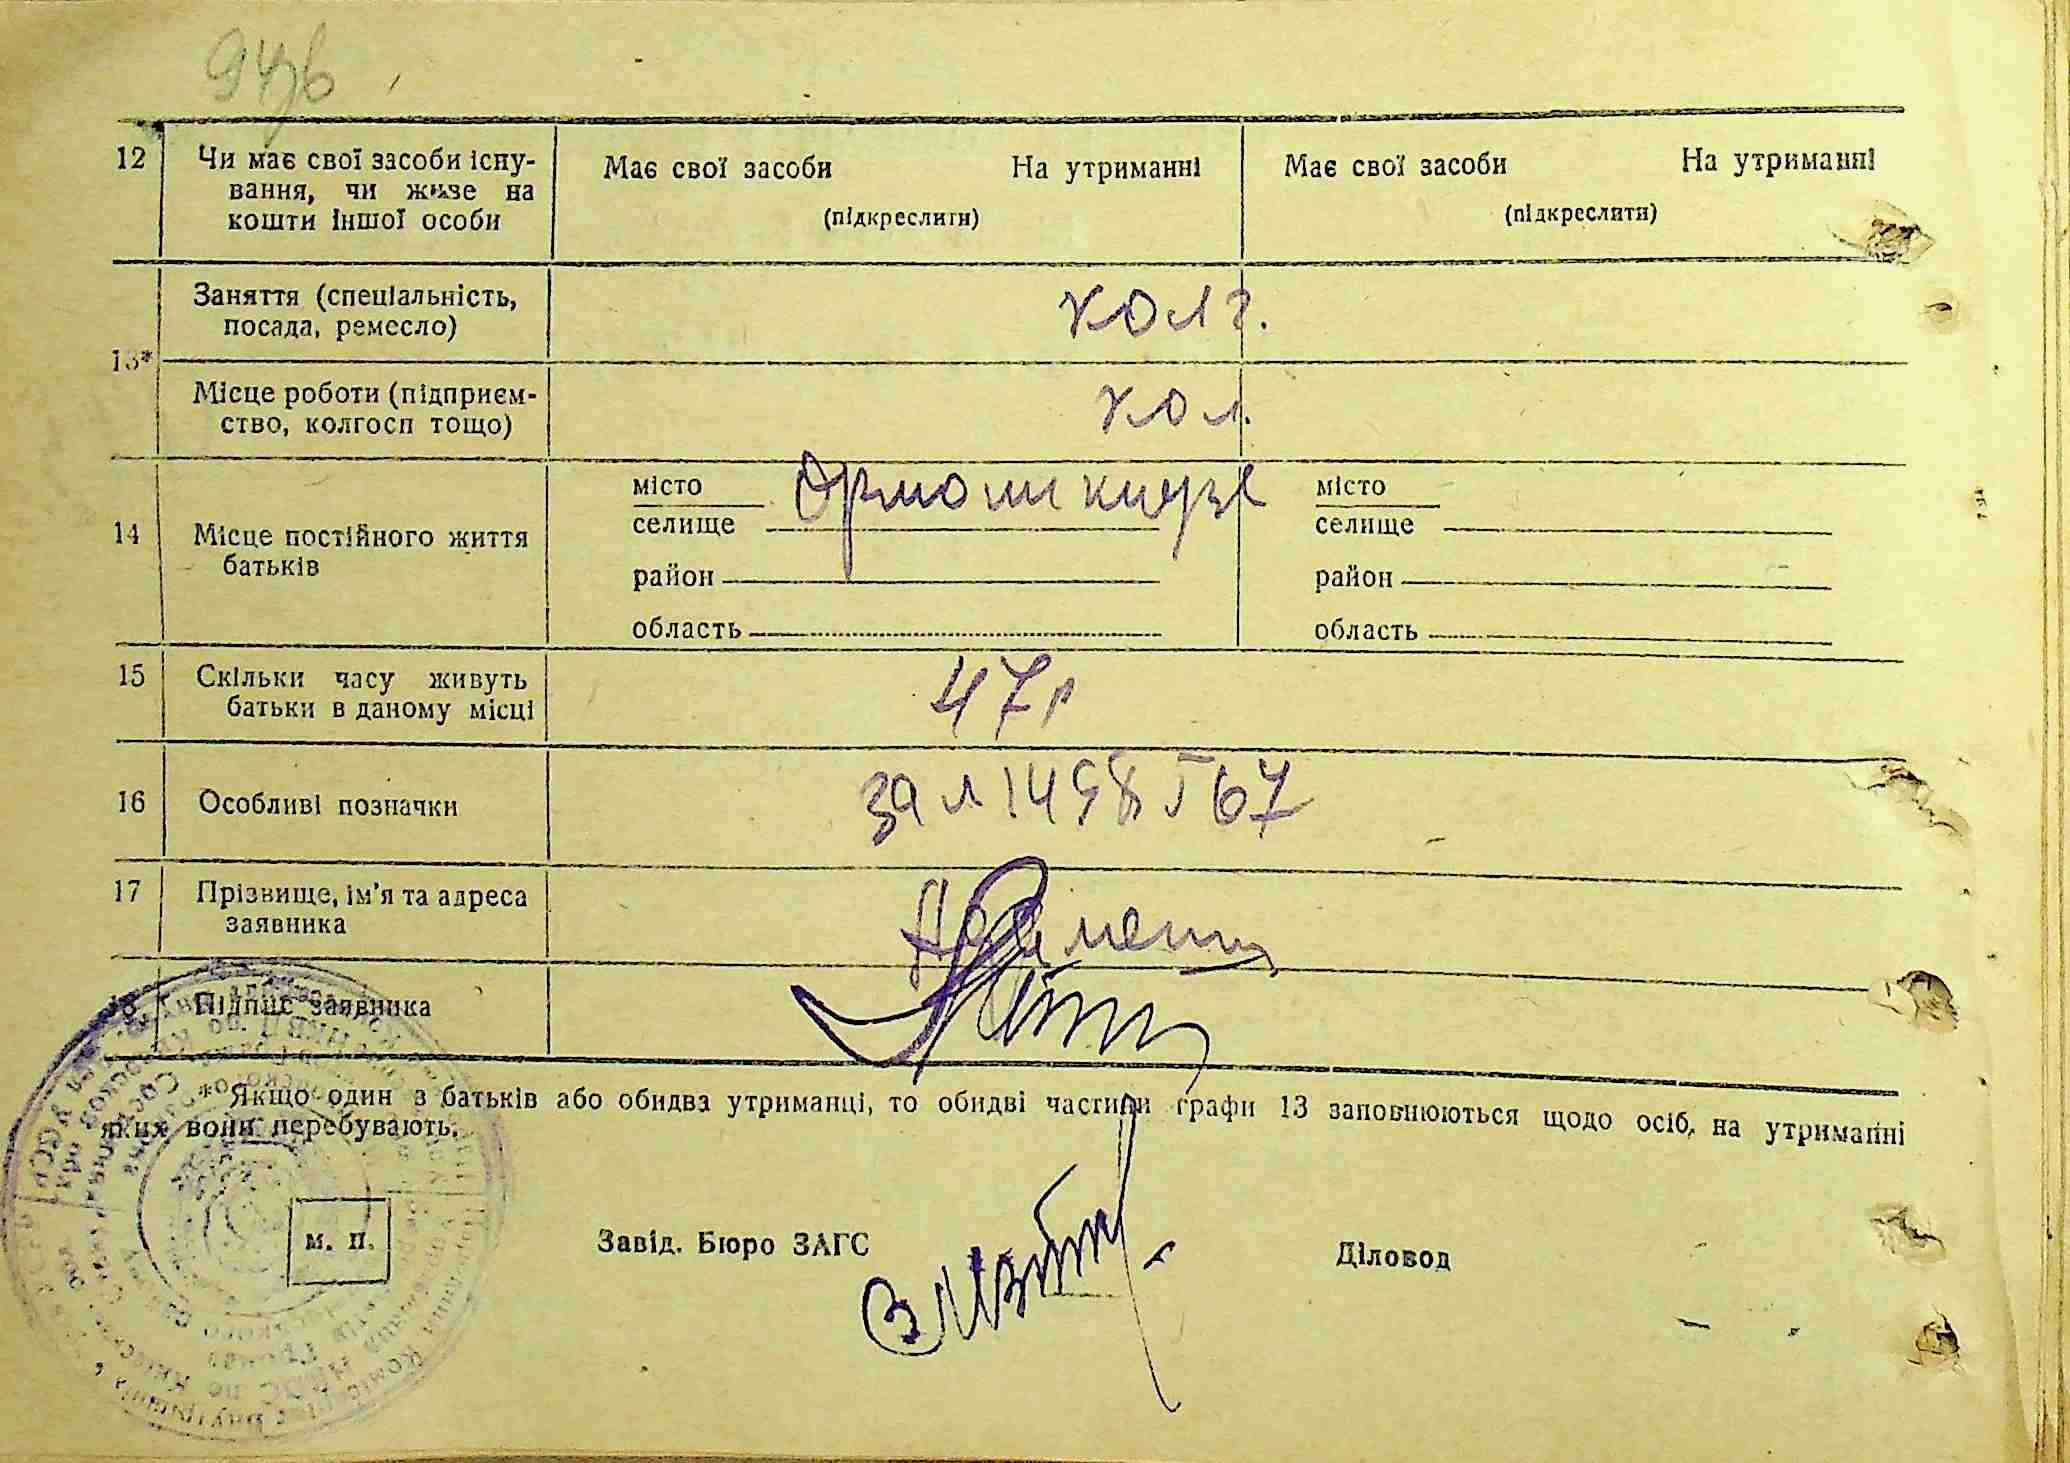 12 Чи має свої засоби існу-
вання, чи живе на
кошти іншої особи
Має свої засоби На утриманні
(підкреслити)
Має свої засоби На утриманні
(підкреслити)
13*
Заняття (спеціальність,
посада, ремесло)
колг.
Місце роботи (підприєм-
ство, колгосп тощо)
кол.
14 Місце постійного життя
батьків
місто
селище
район
область
місто
селище
район
область
15 Скільки часу живуть
батьки в даному місці
47р
16 Особливі позначки
17 Прізвище, ім'я та адреса
заявника
Підпис заявника
*Якщо один з батьків або обидва утриманці, то обидві частини графи 13 заповнюються щодо осіб, на утриманні
яких вони перебувають.
м. п.
Завід. Бюро ЗАГС
Діловод